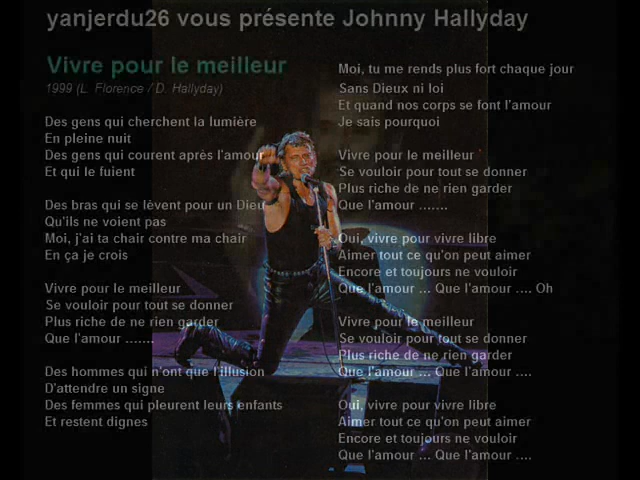 yanjerdu26 vous présente Johnny Hallyday
Vivre pour le meilleur
1999 (L. Florence / D. Hallyday)
Des gens qui cherchent la lumière
En pleine nuit
Des gens qui courent après l'amour
Et qui le fuient
Des bras qui se lèvent pour un Dieu
Qu'ils ne voient pas
Moi, j'ai ta chair contre ma chair
En ça je crois
Vivre pour le meilleur
Se vouloir pour tout se donner
Plus riche de ne rien garder
Que l'amour .......
Des hommes qui n'ont que l'illusion
D'attendre un signe
Des femmes qui pleurent leurs enfants
Et restent dignes
Moi, tu me rends plus fort chaque jour
Sans Dieux ni loi
Et quand nos corps se font l'amour
Je sais pourquoi
Vivre pour le meilleur
Se vouloir pour tout se donner
Plus riche de ne rien garder
Que l'amour .......
Oui, vivre pour vivre libre
Aimer tout ce qu'on peut aimer
Encore et toujours ne vouloir
Que l'amour ... Que l'amour .... Oh
Vivre pour le meilleur
Se vouloir pour tout se donner
Plus riche de ne rien garder
Que l'amour ... Que l'amour ....
Oui, vivre pour vivre libre
Aimer tout ce qu'on peut aimer
Encore et toujours ne vouloir
Que l'amour ... Que l'amour ....